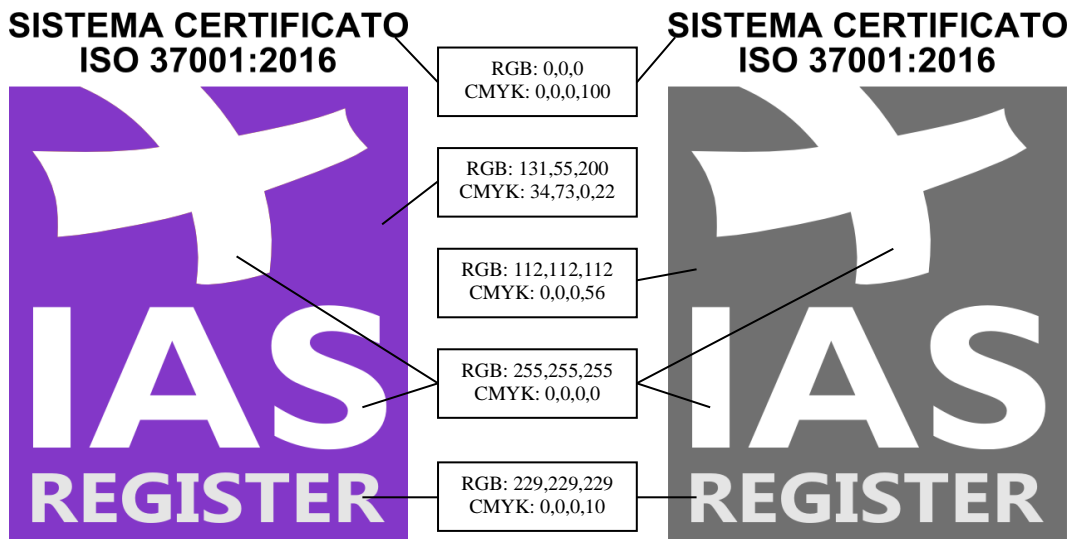 SISTEMA CERTIFICATO
ISO 37001:2016
IAS
REGISTER
RGB: 0,0,0
CMYK: 0,0,0,100
RGB: 131,55,200
CMYK: 34,73,0,22
RGB: 112,112,112
CMYK: 0,0,0,56
RGB: 255,255,255
CMYK: 0,0,0,0
RGB: 229,229,229
CMYK: 0,0,0,10
SISTEMA CERTIFICATO
ISO 37001:2016
IAS
REGISTER